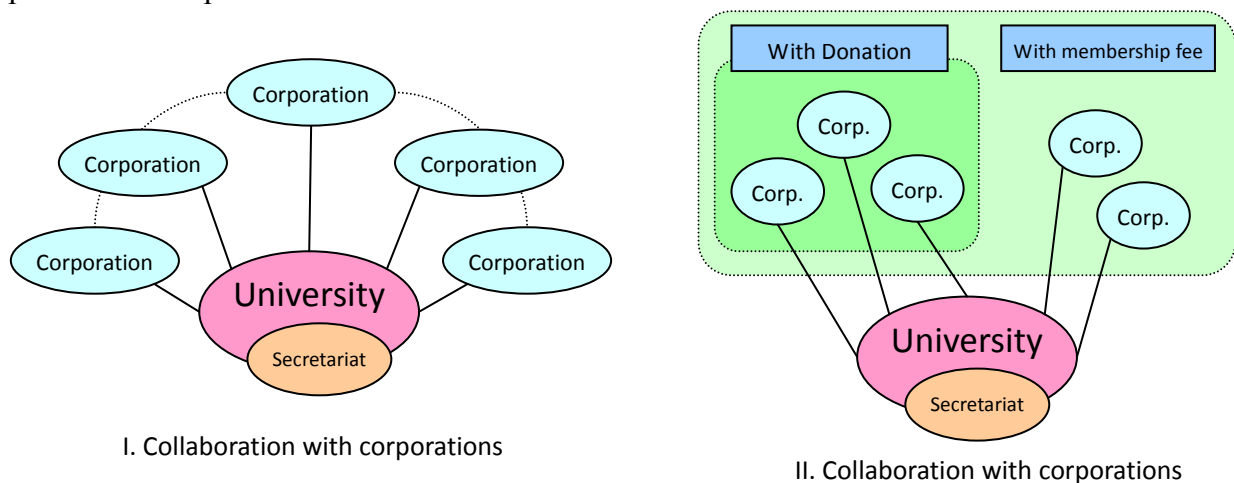 Corporation
Corporation
Corporation
Corporation
Corporation
University
Secretariat
I. Collaboration with corporations
With Donation
With membership fee
Corp.
Corp.
Corp.
Corp.
Corp.
University
Secretariat
II. Collaboration with corporations